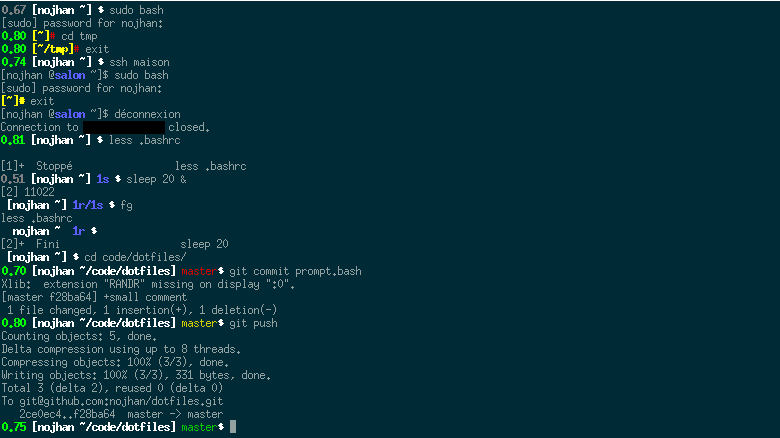 0.67 [nojhan ~] $ sudo bash
[sudo] password for nojhan:
0.80 [~]# cd tmp
0.80 [~/tmp]# exit
0.74 [nojhan ~] $ ssh maison
[nojhan @salon ~]$ sudo bash
[sudo] password for nojhan:
[~]# exit
[nojhan @salon ~]$ déconnexion
Connection to closed.
0.81 [nojhan ~] $ less .bashrc
[1]+ Stoppé less .bashrc
0.51 [nojhan ~] 1s $ sleep 20 &
[2] 11022
[nojhan ~] 1r/1s $ fg
less .bashrc
nojhan ~ 1r $
[2]+ Fini sleep 20
[nojhan ~] $ cd code/dotfiles/
0.70 [nojhan ~/code/dotfiles] master$ git commit prompt.bash
Xlib: extension "RANDR" missing on display ":0".
[master f28ba64] +small comment
1 file changed, 1 insertion(+), 1 deletion(-)
0.80 [nojhan ~/code/dotfiles] master$ git push
Counting objects: 5, done.
Delta compression using up to 8 threads.
Compressing objects: 100% (3/3), done.
Writing objects: 100% (3/3), 331 bytes, done.
Total 3 (delta 2), reused 0 (delta 0)
To git@github.com:nojhan/dotfiles.git
2ce0ec4..f28ba64 master -> master
0.75 [nojhan ~/code/dotfiles] master$